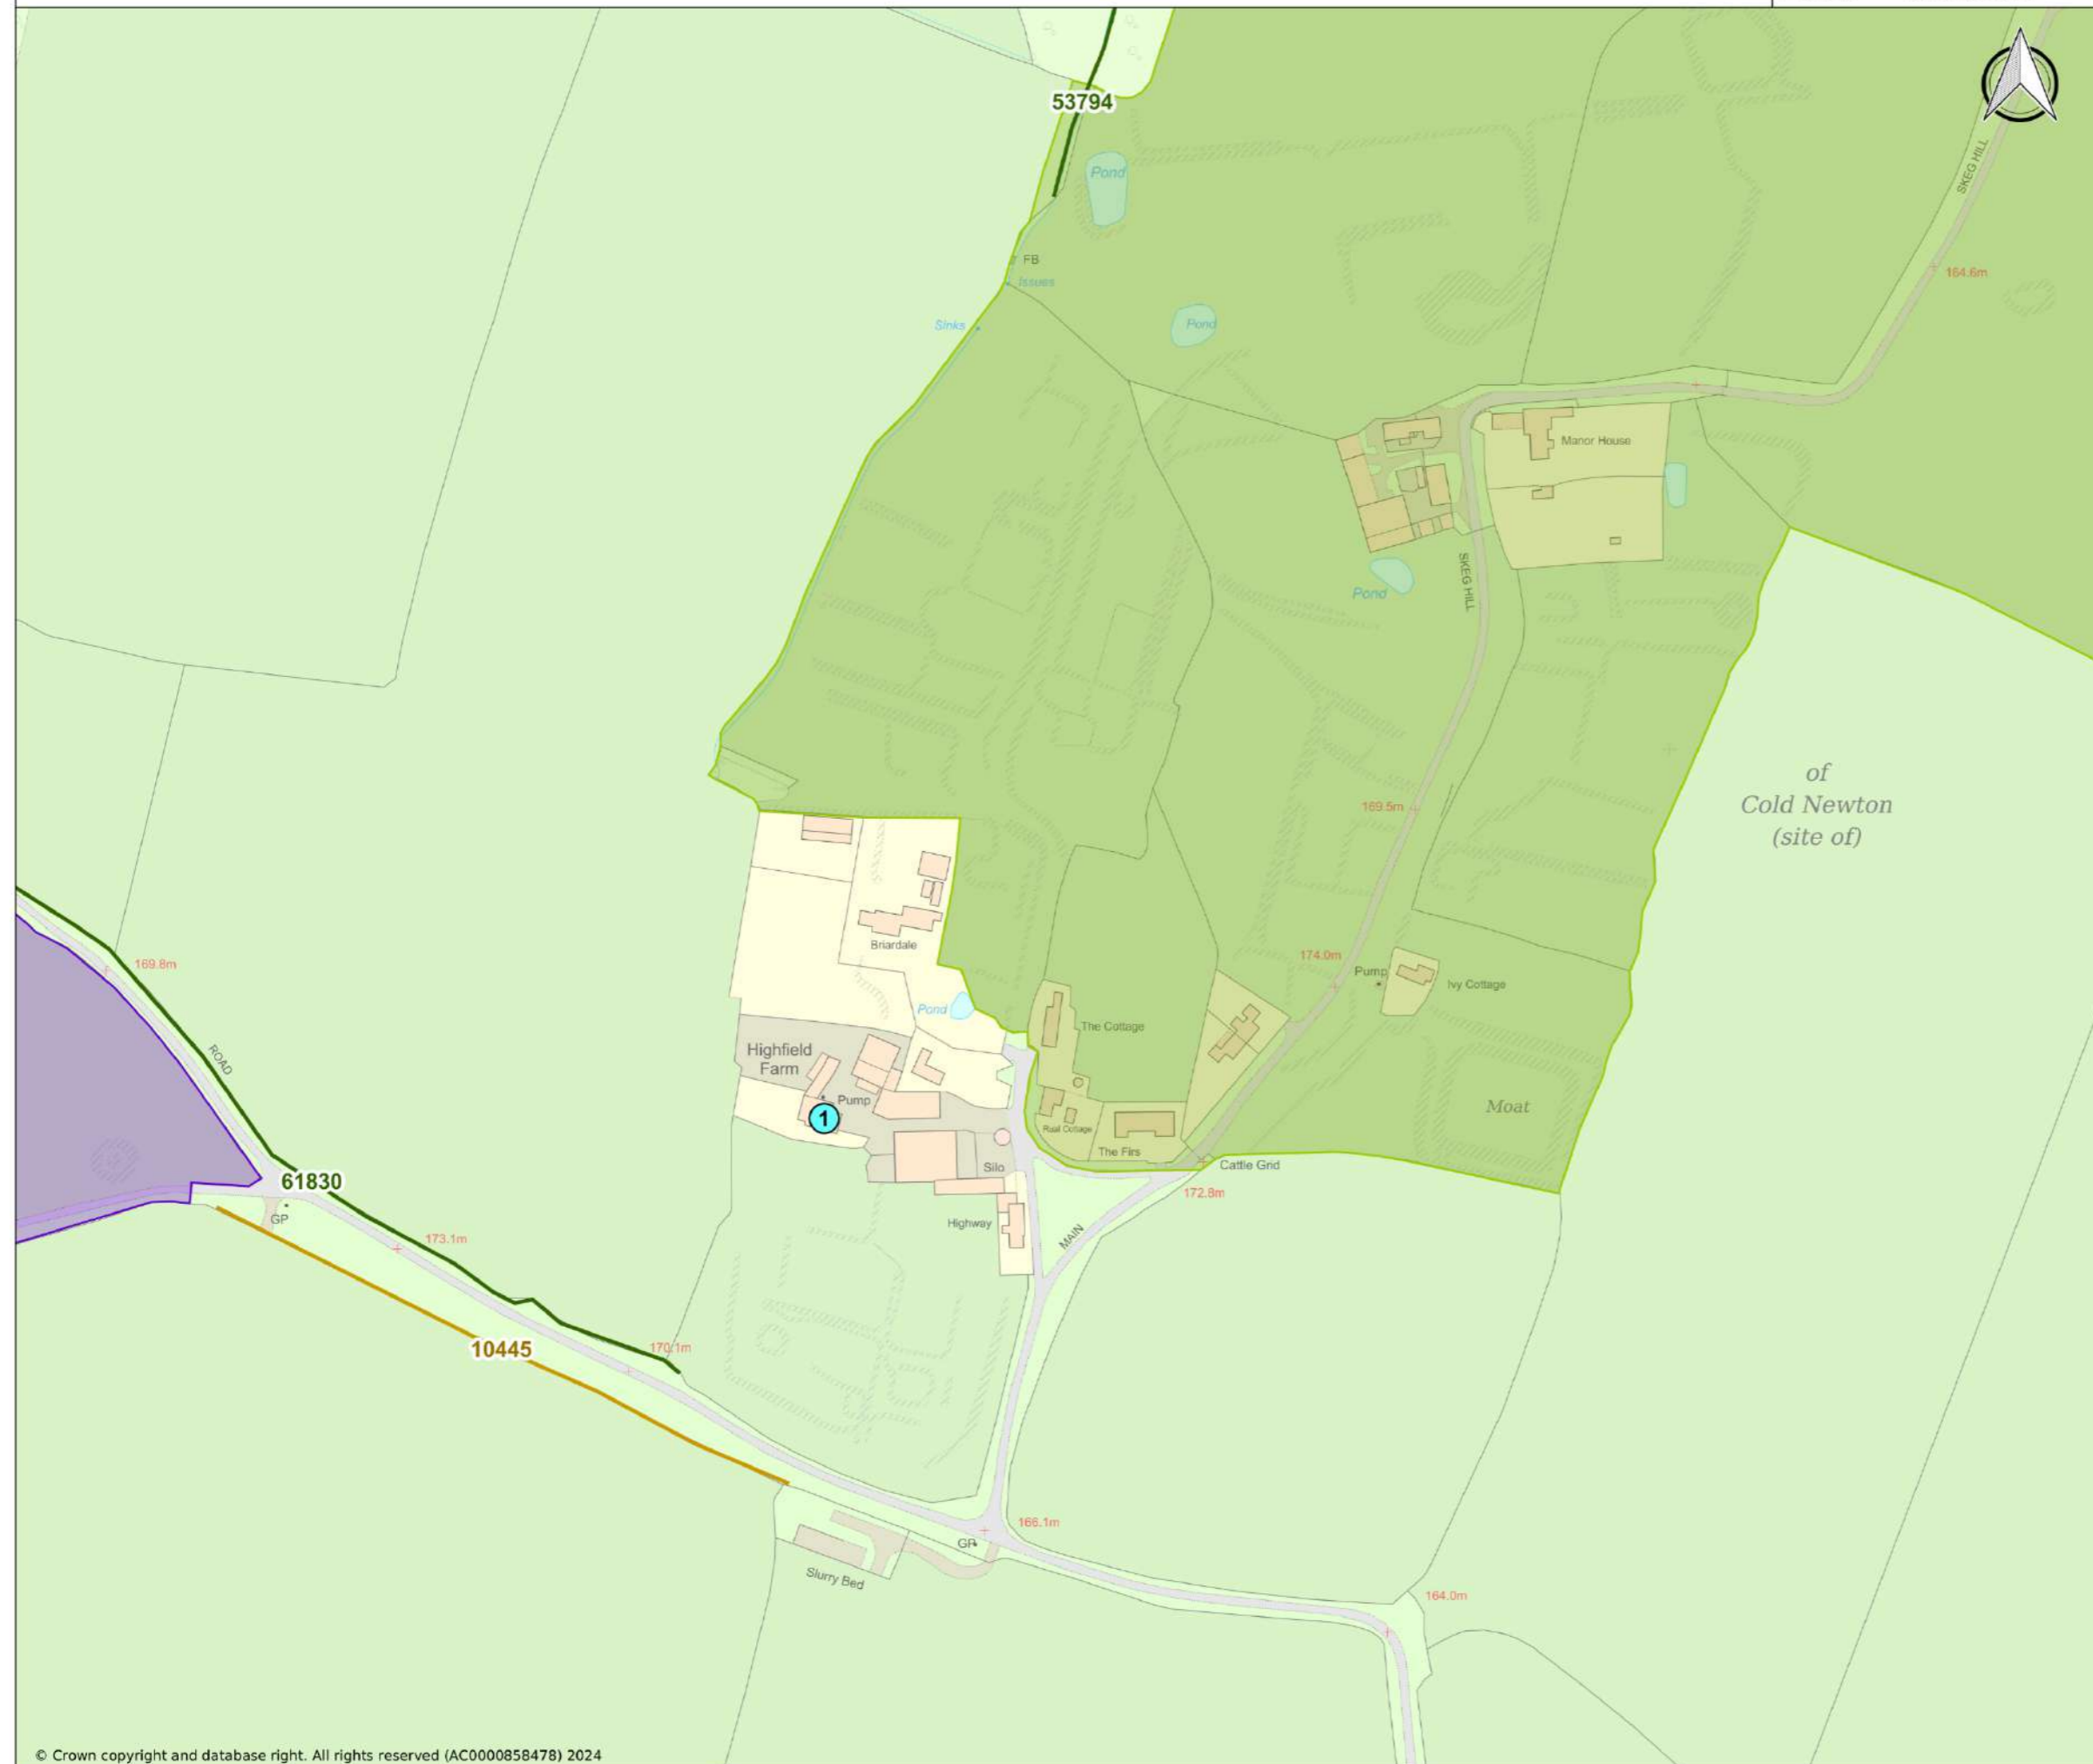 53794
Pond
SKEG HILL
FB
164.6m
Issues
Sinks
Pond
Manor House
SKEG HILL
Pond
of
Cold Newton
(site of)
169.5m
Briardale
174.0m
169.8m
Pump
Ivy Cottage
Pond
The Cottage
ROAD
Highfield
Farm
Pump
1
Moat
Cottage
The Firs
Silo
Cattle Grid
61830
172.8m
GP
Highway
MAIN
173.1m
10445
170.1m
166.1m
GP
Slurry Bed
164.0m
© Crown copyright and database right. All rights reserved (AC0000858478) 2024